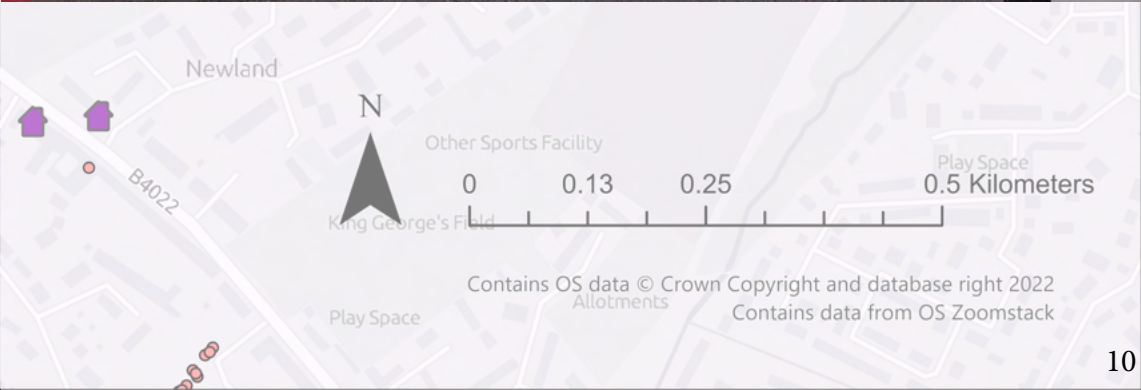 Newland
N
Other Sports Facility
Play Space
0 0.13 0.25 0.5 Kilometers
B4022
King George's Field
Contains OS data © Crown Copyright and database right 2022
Allotments
Contains data from OS Zoomstack
Play Space
10